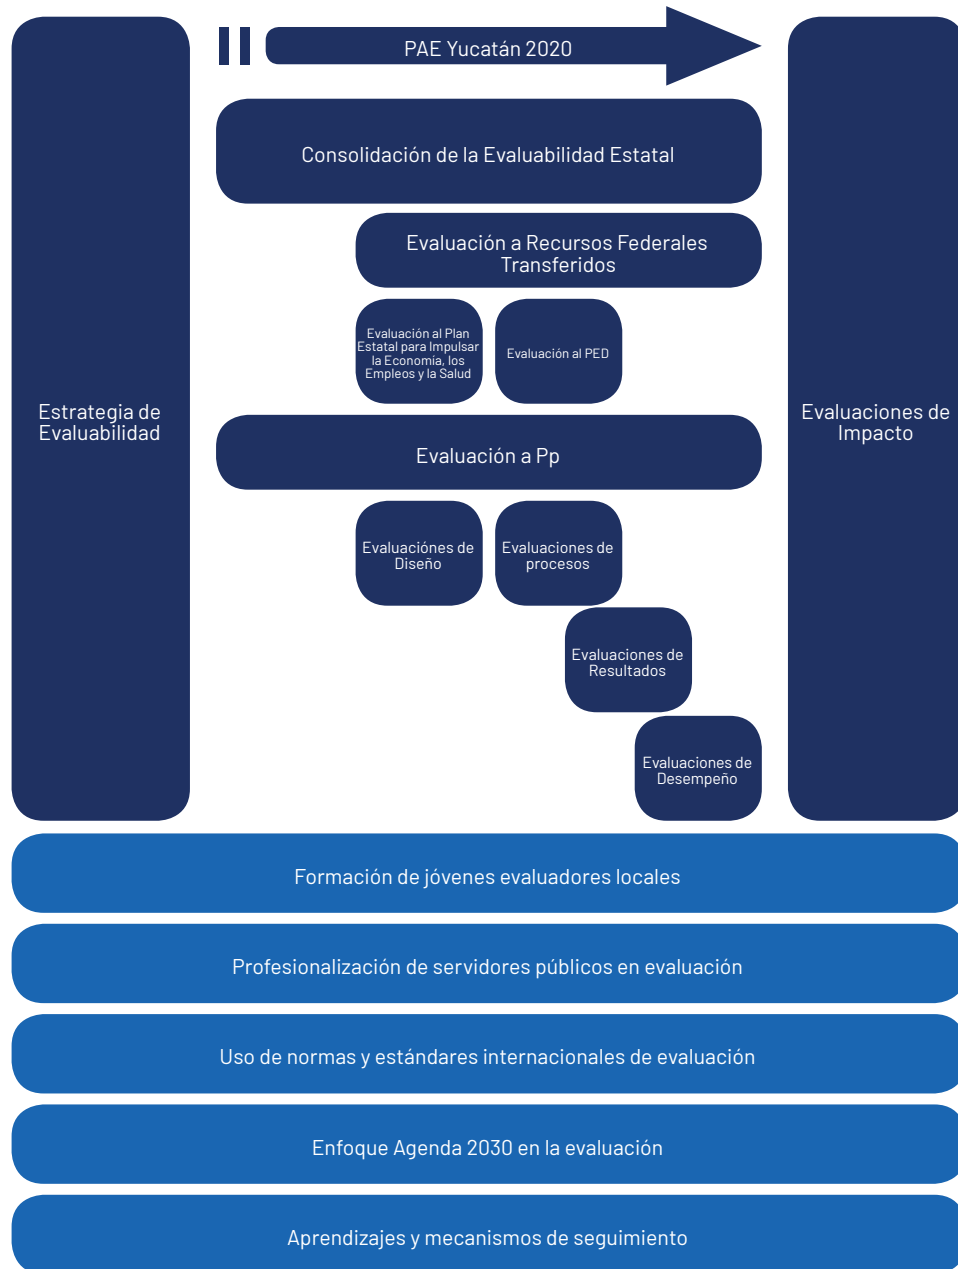 PAE Yucatán 2020
Consolidación de la Evaluabilidad Estatal
Evaluación a Recursos Federales
Transferidos
Evaluación al Plan
Estatal para Impulsar
la Economía, los
Empleos y la Salud
Evaluación al PED
Estrategia de
Evaluabilidad
Evaluaciones de
Impacto
Evaluación a Pp
Evaluaciónes de
Diseño
Evaluaciones de
procesos
Evaluaciones de
Resultados
Evaluaciones de
Desempeño
Formación de jóvenes evaluadores locales
Profesionalización de servidores públicos en evaluación
Uso de normas y estándares internacionales de evaluación
Enfoque Agenda 2030 en la evaluación
Aprendizajes y mecanismos de seguimiento